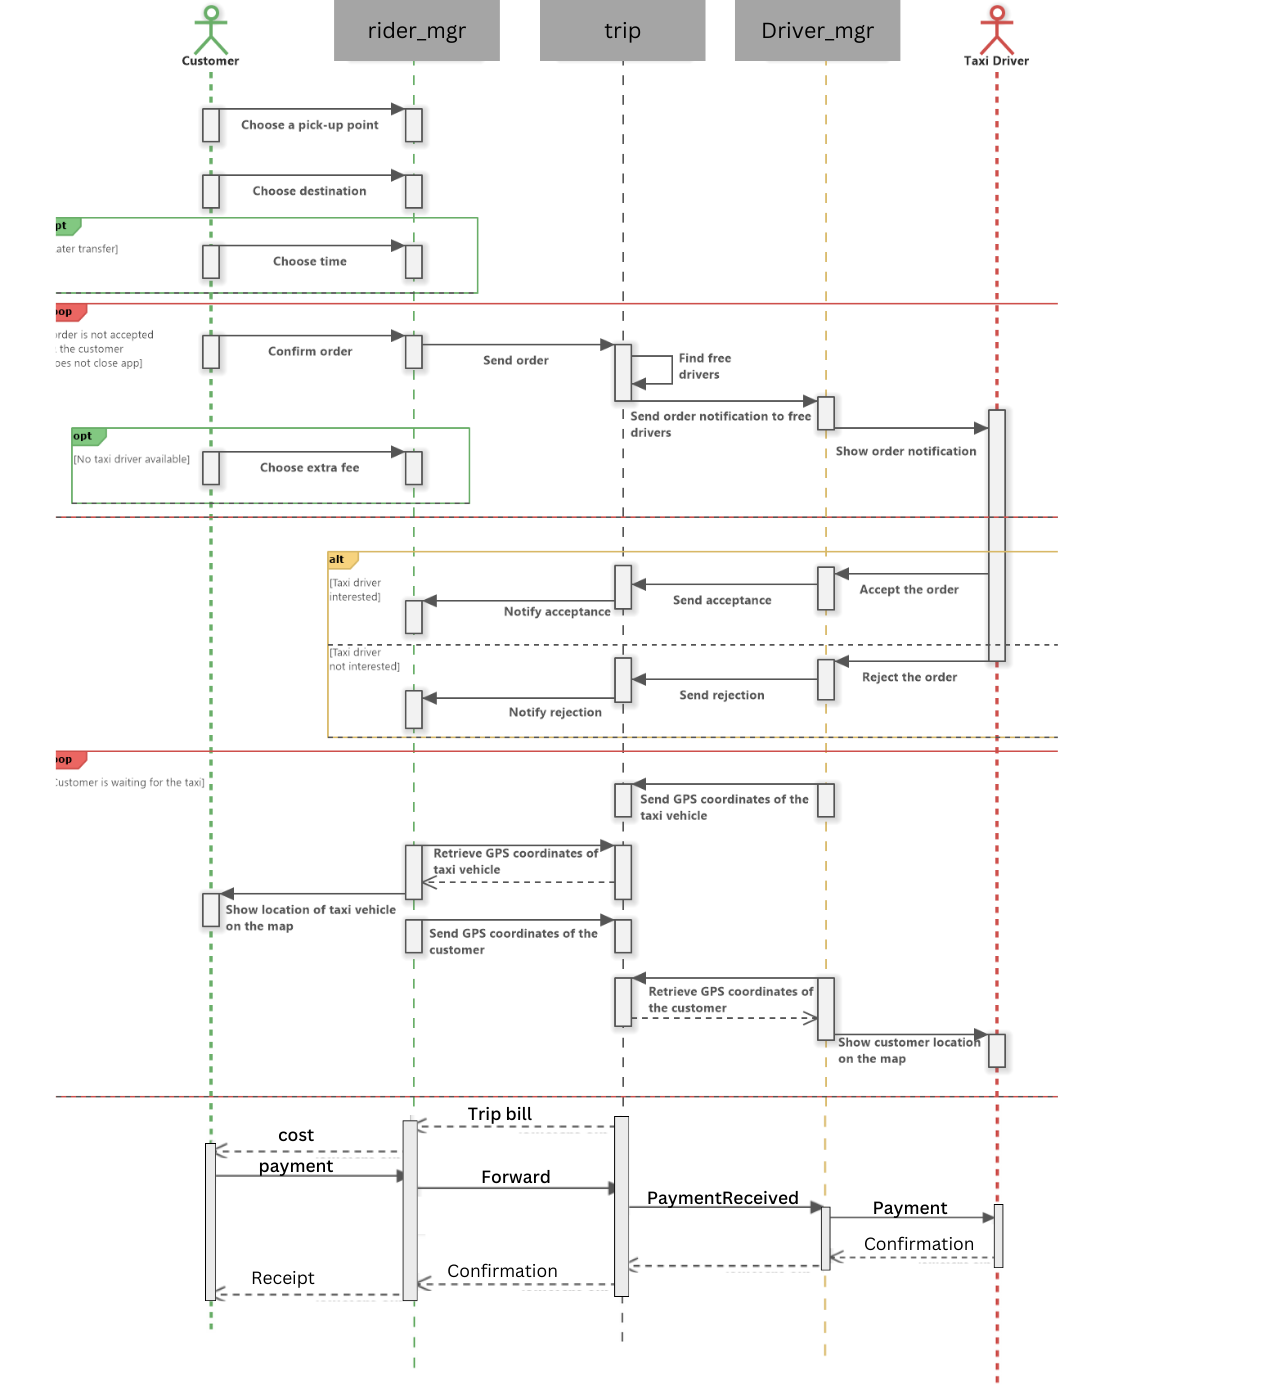 rider_mgr
trip
Driver_mgr
Customer
Taxi Driver
Choose a pick-up point
Choose destination
pt
ater transfer]
Choose time
oop
order is not accepted
: the customer
oes not close app]
Confirm order
Send order
Find free
drivers
Send order notification to free
drivers
Show order notification
opt
[No taxi driver available]
Choose extra fee
alt
[Taxi driver
interested]
Accept the order
Send acceptance
Notify acceptance
[Taxi driver
not interested]
Reject the order
Send rejection
Notify rejection
oop
Customer is waiting for the taxi]
Send GPS coordinates of the
taxi vehicle
Retrieve GPS coordinates of
taxi vehicle
Show location of taxi vehicle
on the map
Send GPS coordinates of the
customer
Retrieve GPS coordinates of
the customer
Show customer location
on the map
Trip bill
cost
payment
Forward
PaymentReceived
Payment
Confirmation
Confirmation
Receipt